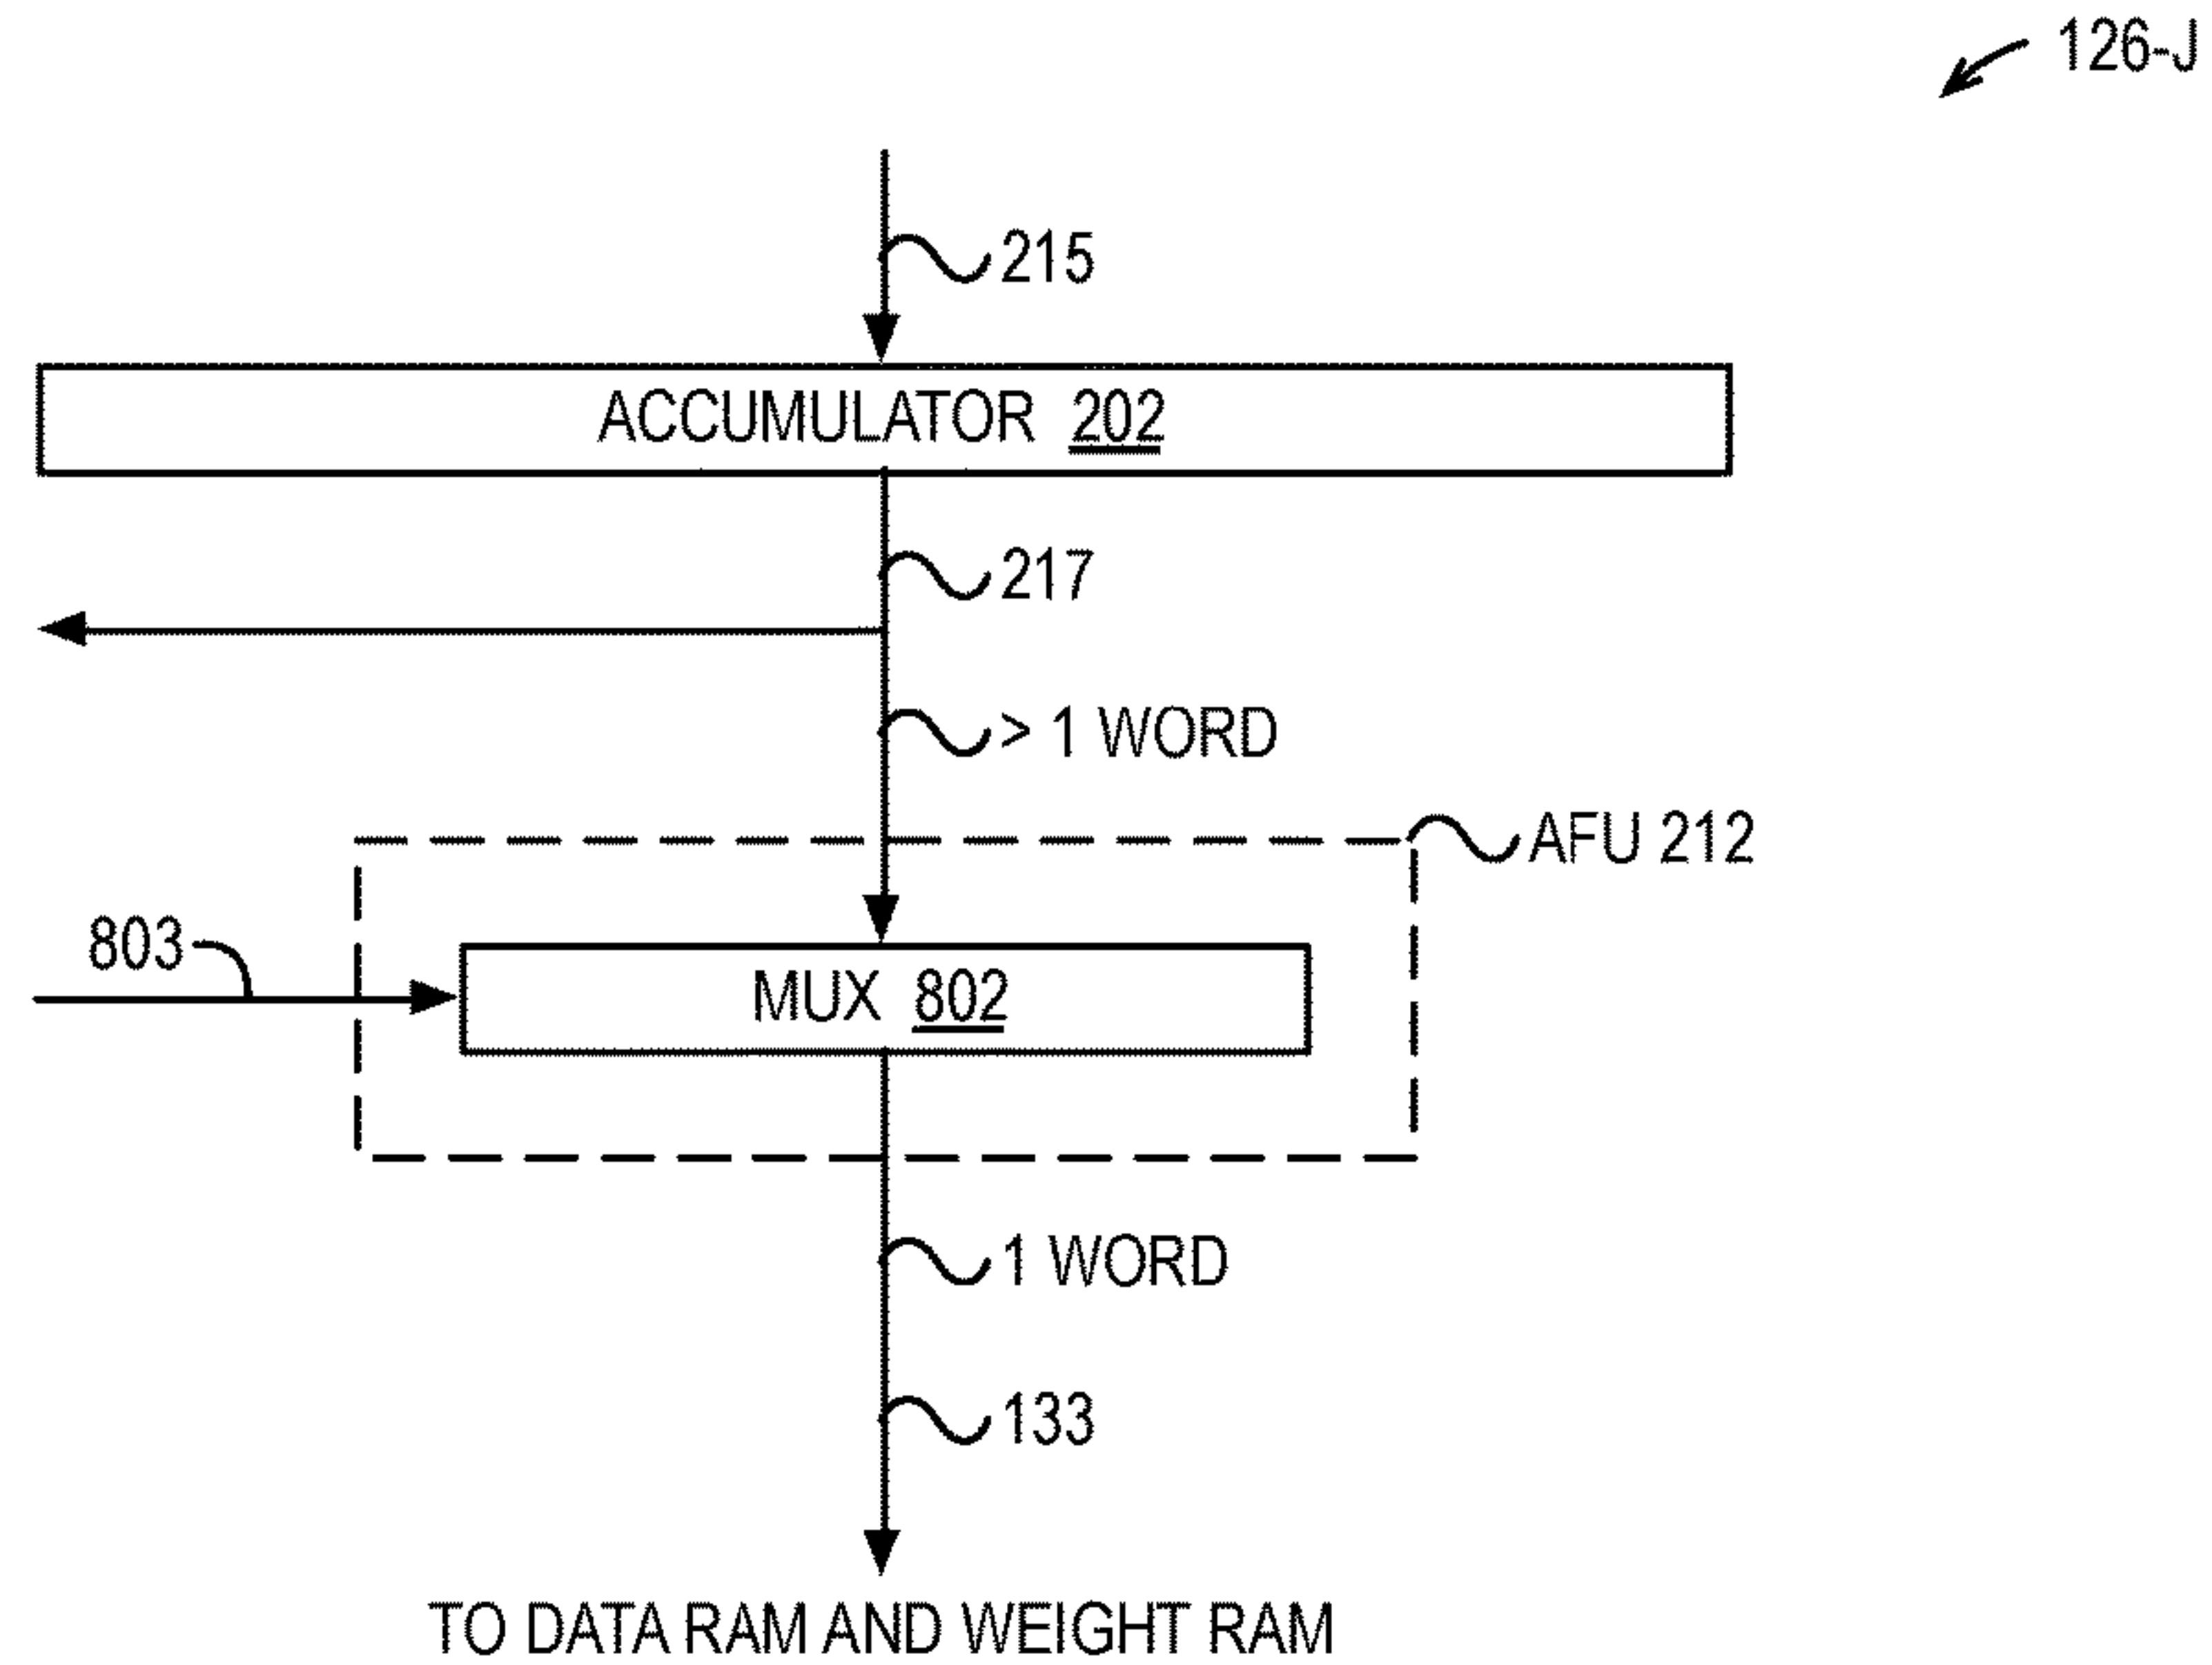 126-J
215
ACCUMULATOR 202
217
> 1 WORD
AFU 212
803
MUX 802
1 WORD
133
TO DATA RAM AND WEIGHT RAM